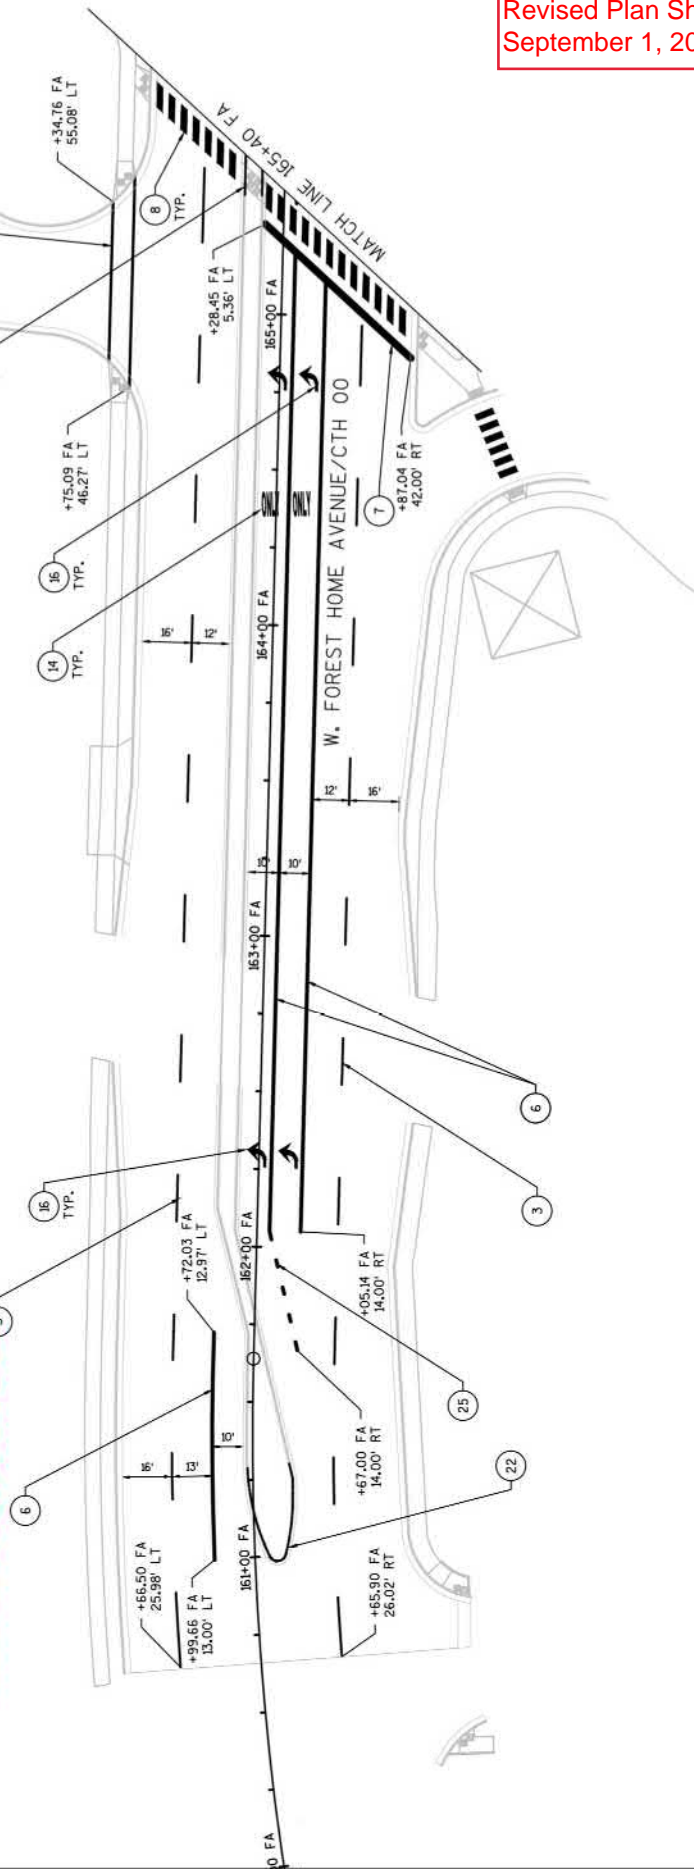 Revised Plan Sh
September 1, 20
+34.76 FA
55.08' LT
8
TYP.
MATCH LINE 165+40 FA
+28.45 FA
5.36' LT
165+00 FA
+75.09 FA
46.27' LT
16
TYP.
14
TYP.
ONLY
ONLY
7
+87.04 FA
42.00' RT
W. FOREST HOME AVENUE/CTH OO
164+00 FA
16'
12'
12'
16'
10'
10'
163+00 FA
6
3
16
TYP.
162+00 FA
+72.03 FA
12.97' LT
+05.14 FA
14.00' RT
25
+67.00 FA
14.00' RT
22
6
16'
13'
10'
161+00 FA
+66.50 FA
25.98' LT
+99.66 FA
13.00' LT
+65.90 FA
26.02' RT
0 FA